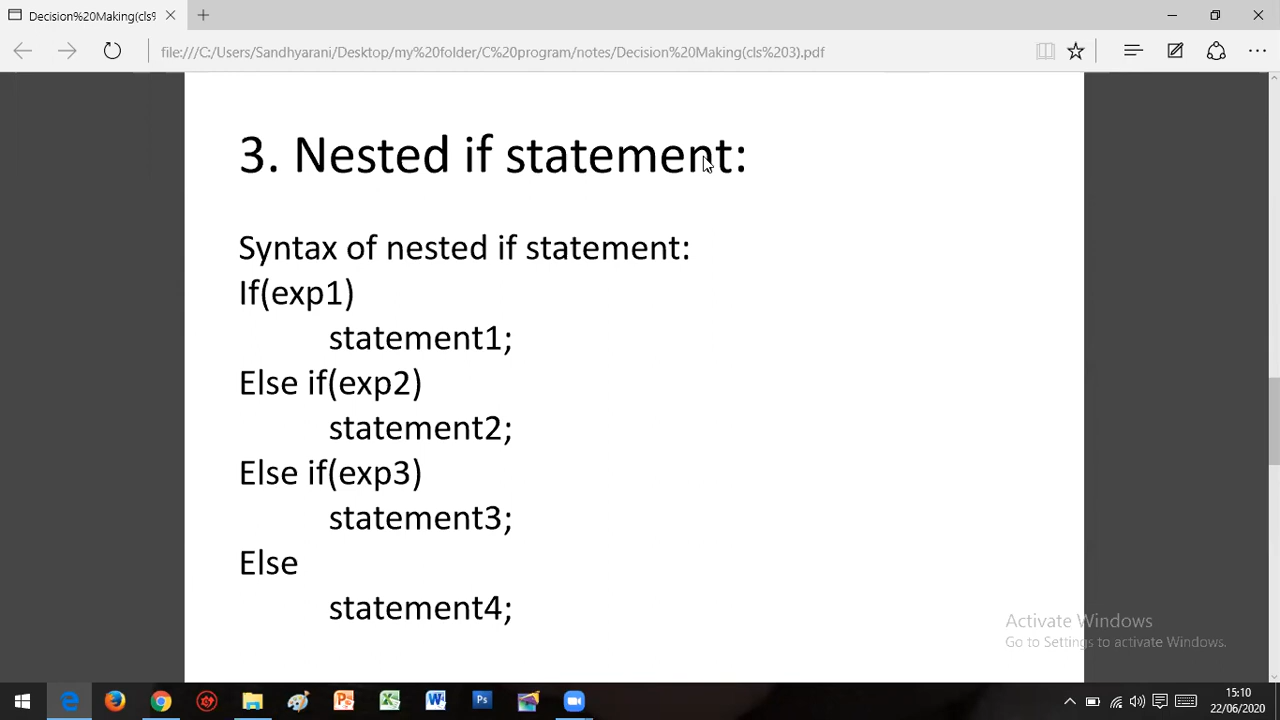 Decision Making(cls%
file:///C:/Users/Sandhyarani/Desktop/my%20folder/C%20program/notes/Decision%20Making(cls%203).pdf
3. Nested if statement:
Syntax of nested if statement:
If(exp1)
statement1;
Else if(exp2)
statement2;
Else if(exp3)
statement3;
Else
statement4;
Activate Windows
Go to Settings to activate Windows.
15:10
22/06/2020